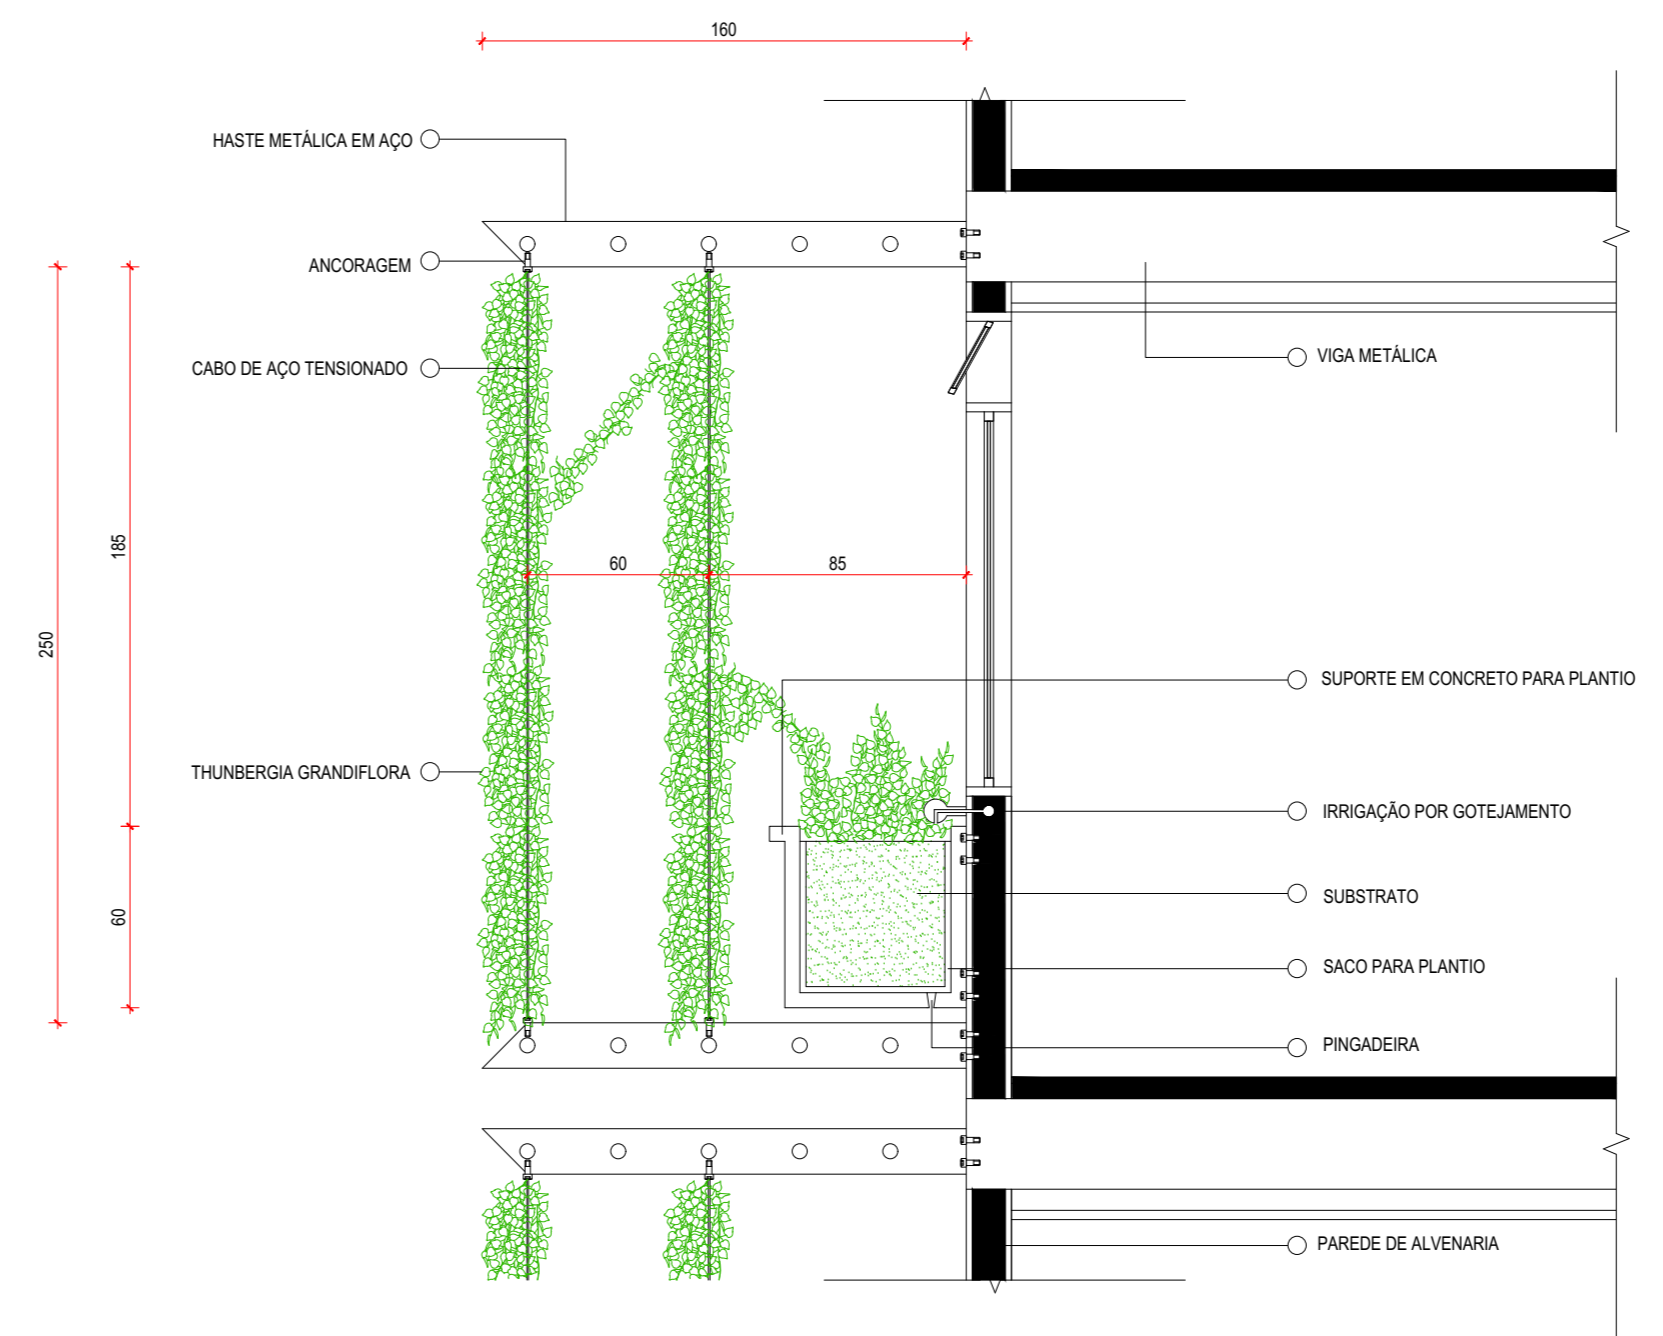 160
HASTE METÁLICA EM AÇO
ANCORAGEM
VIGA METÁLICA
CABO DE AÇO TENSIONADO
185
60
85
250
SUPORTE EM CONCRETO PARA PLANTIO
THUNBERGIA GRANDIFLORA
IRRIGAÇÃO POR GOTEJAMENTO
SUBSTRATO
60
SACO PARA PLANTIO
PINGADEIRA
PAREDE DE ALVENARIA